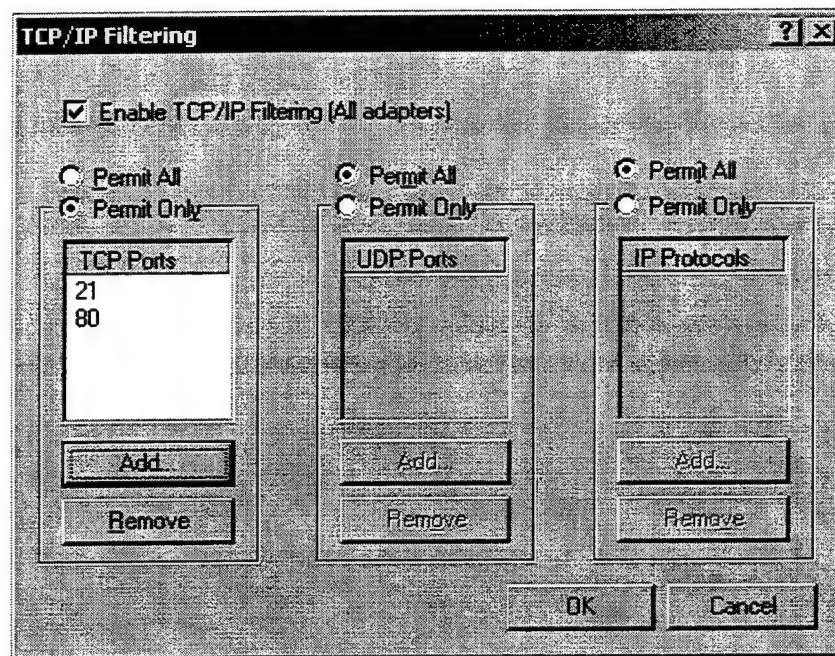 TCP/IP Filtering
Enable TCP/IP Filtering (All adapters)
Permit All
Permit Only
TCP Ports
21
80
Add...
Remove
Permit All
Permit Only
UDP Ports
Add...
Remove
Permit All
Permit Only
IP Protocols
Add...
Remove
OK
Cancel